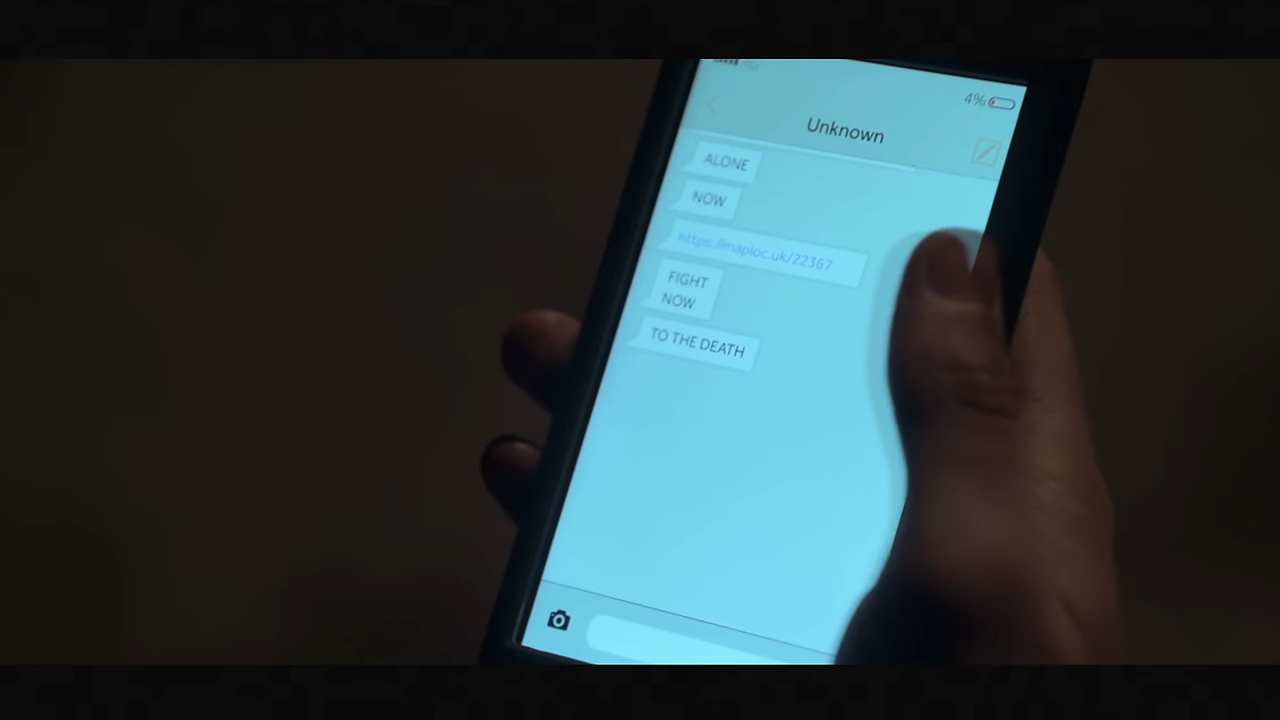 4%
Unknown
ALONE
NOW
https://maploc.uk/22367
FIGHT
NOW
TO THE DEATH